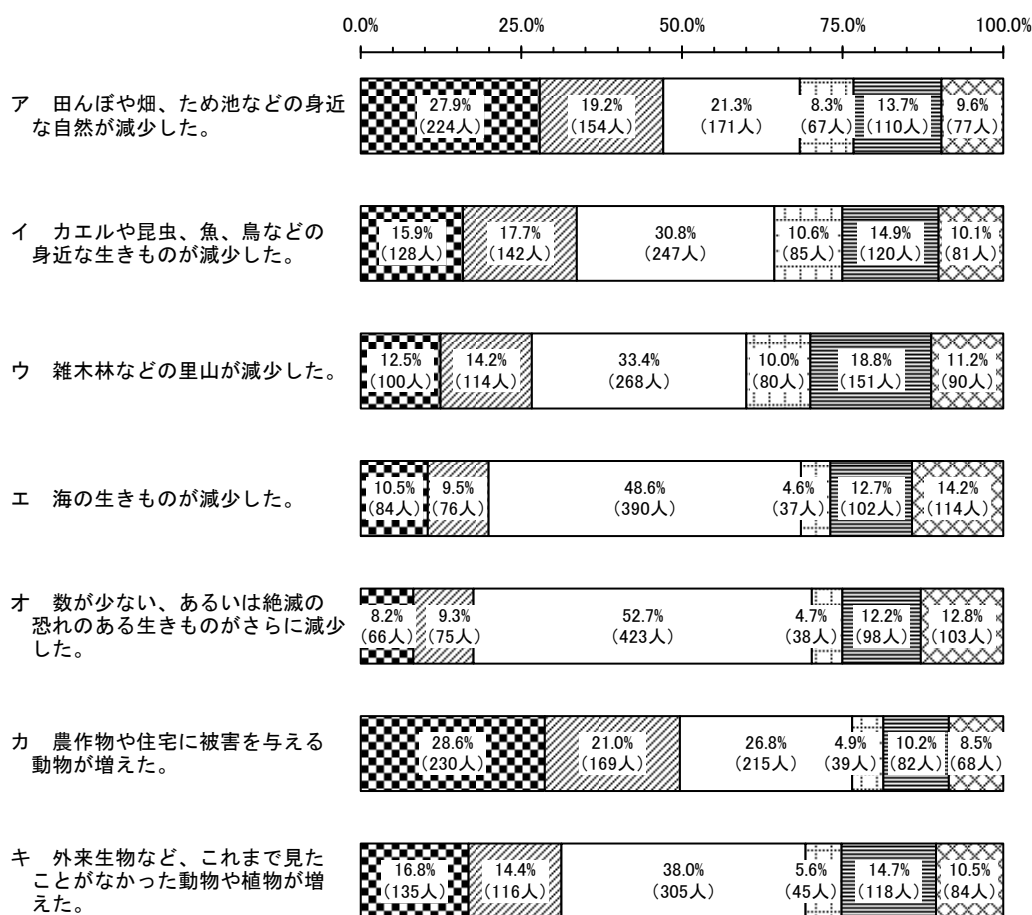 0.0% 25.0% 50.0% 75.0% 100.0%
ア 田んぼや畑、ため池などの身近
な自然が減少した。
27.9% 19.2% 21.3% 8.3% 13.7% 9.6%
(224人) (154人) (171人) (67人) (110人) (77人)
イ カエルや昆虫、魚、鳥などの
身近な生きものが減少した。
15.9% 17.7% 30.8% 10.6% 14.9% 10.1%
(128人) (142人) (247人) (85人) (120人) (81人)
ウ 雑木林などの里山が減少した。
12.5% 14.2% 33.4% 10.0% 18.8% 11.2%
(100人) (114人) (268人) (80人) (151人) (90人)
エ 海の生きものが減少した。
10.5% 9.5% 48.6% 4.6% 12.7% 14.2%
(84人) (76人) (390人) (37人) (102人) (114人)
オ 数が少ない、あるいは絶滅の
恐れのある生きものがさらに減少
した。
8.2% 9.3% 52.7% 4.7% 12.2% 12.8%
(66人) (75人) (423人) (38人) (98人) (103人)
カ 農作物や住宅に被害を与える
動物が増えた。
28.6% 21.0% 26.8% 4.9% 10.2% 8.5%
(230人) (169人) (215人) (39人) (82人) (68人)
キ 外来生物など、これまで見た
ことがなかった動物や植物が増
えた。
16.8% 14.4% 38.0% 5.6% 14.7% 10.5%
(135人) (116人) (305人) (45人) (118人) (84人)